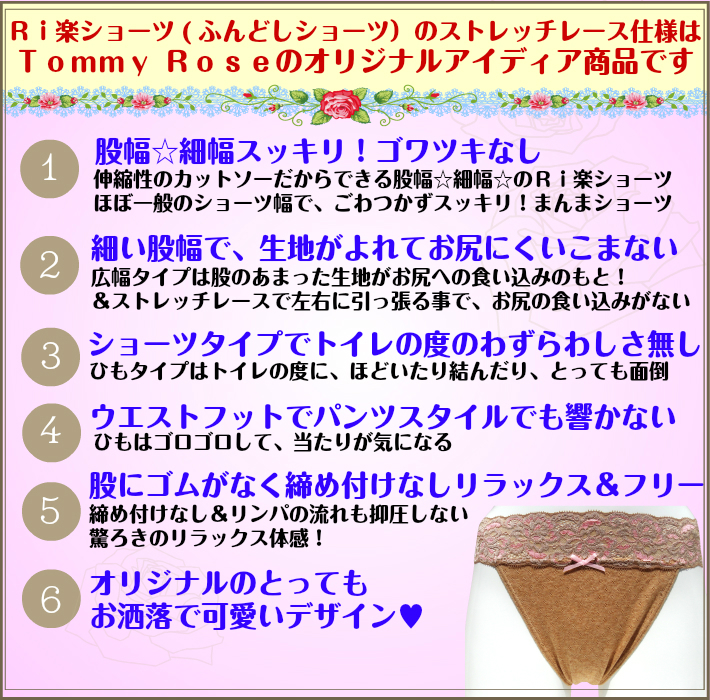 Ｒｉ楽ショーツ(ふんどしショーツ）のストレッチレース仕様は
Ｔｏｍｍｙ Ｒｏｓｅのオリジナルアイディア商品です
1
股幅☆細幅スッキリ！ゴワツキなし
伸縮性のカットソーだからできる股幅☆細幅☆のＲｉ楽ショーツ
ほぼ一般のショーツ幅で、ごわつかずスッキリ！まんまショーツ
2
細い股幅で、生地がよれてお尻にくいこまない
広幅タイプは股のあまった生地がお尻への食い込みのもと！
＆ストレッチレースで左右に引っ張る事で、お尻の食い込みがない
3
ショーツタイプでトイレの度のわずらわしさ無し
ひもタイプはトイレの度に、ほどいたり結んだり、とっても面倒
4
ウエストフットでパンツスタイルでも響かない
ひもはゴロゴロして、当たりが気になる
5
股にゴムがなく締め付けなしリラックス＆フリー
締め付けなし＆リンパの流れも抑圧しない
驚ろきのリラックス体感！
6
オリジナルのとっても
お洒落で可愛いデザイン♥